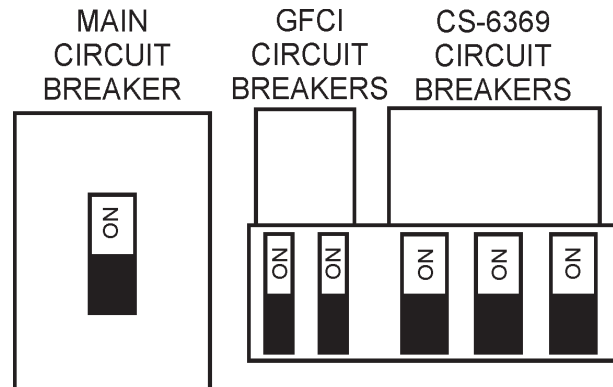 MAIN
CIRCUIT
BREAKER
GFCI
CIRCUIT
BREAKERS
CS-6369
CIRCUIT
BREAKERS
ON
ON
ON
ON
ON
ON